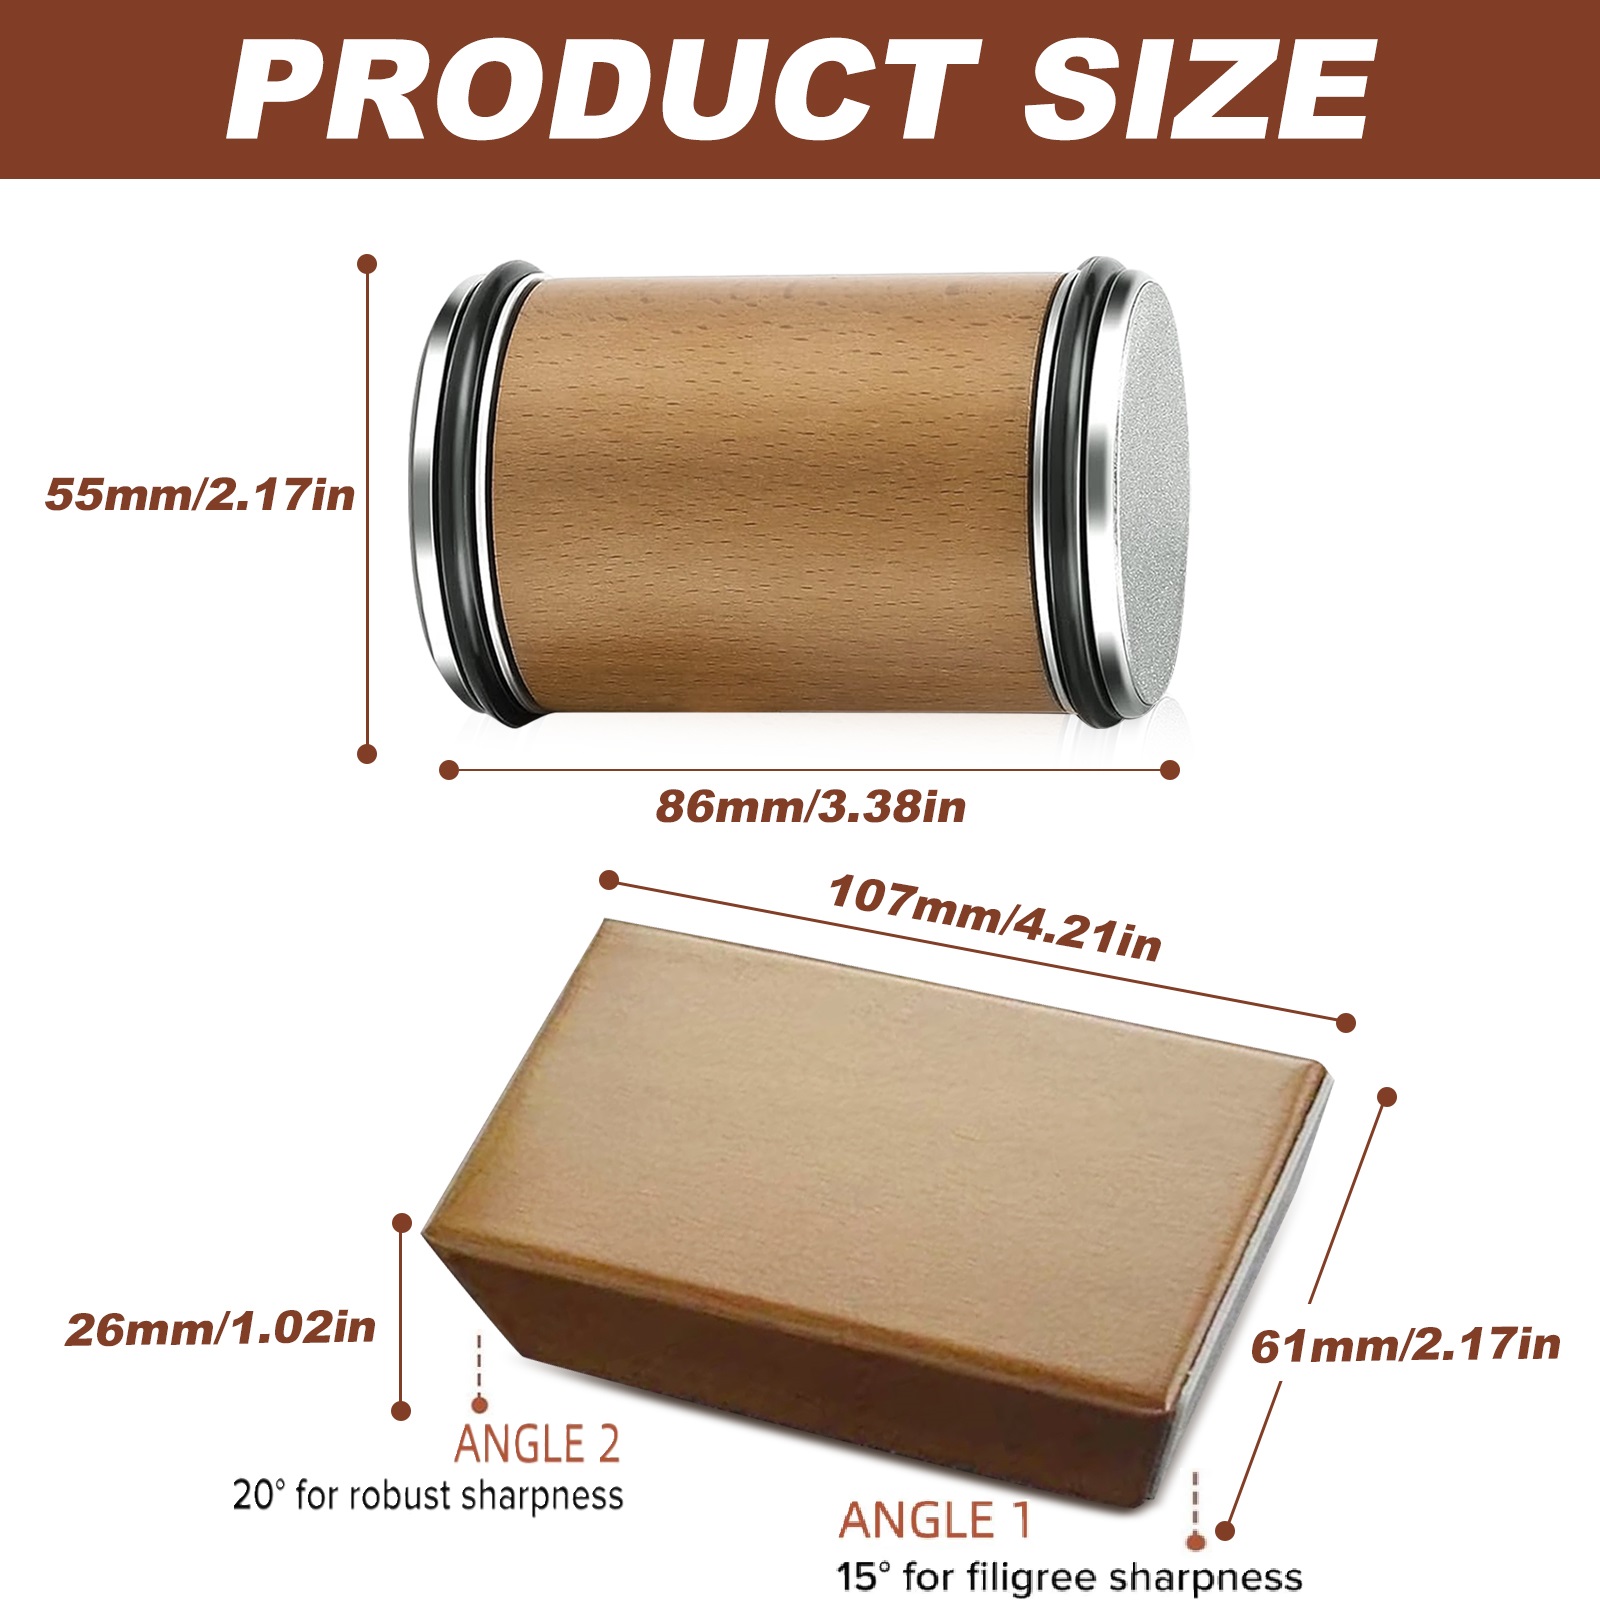 PRODUCT SIZE
55mm/2.17in
86mm/3.38in
107mm/4.21in
26mm/1.02in
61mm/2.17in
ANGLE 2
20° for robust sharpness
ANGLE 1
15° for filigree sharpness